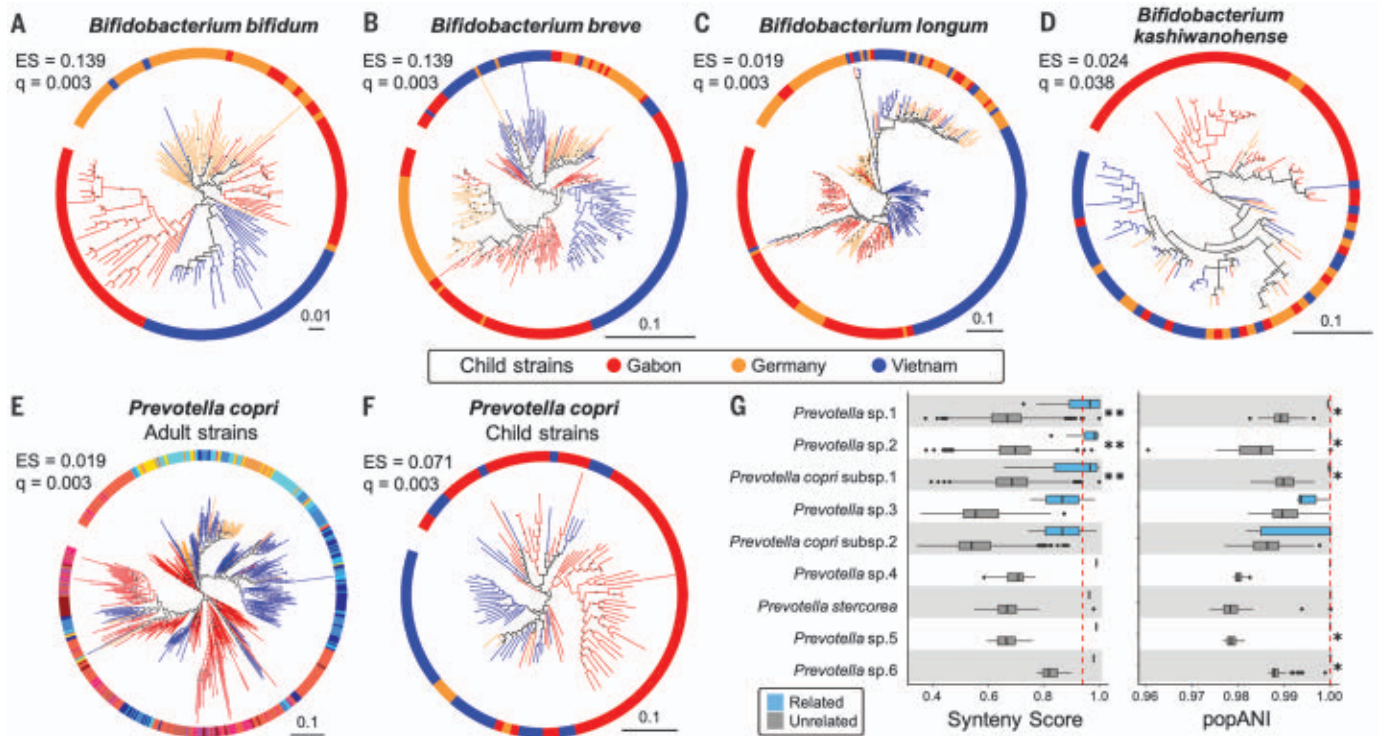 A
Bifidobacterium bifidum
ES = 0.139
q = 0.003
0.01
B
Bifidobacterium breve
ES = 0.139
q = 0.003
0.1
C
Bifidobacterium longum
ES = 0.019
q = 0.003
0.1
D
Bifidobacterium
kashiwanohense
ES = 0.024
q = 0.038
0.1
Child strains
Gabon
Germany
Vietnam
E
Prevotella copri
Adult strains
ES = 0.019
q = 0.003
0.1
F
Prevotella copri
Child strains
ES = 0.071
q = 0.003
0.1
G
Prevotella sp.1
**
*
Prevotella sp.2
**
*
Prevotella copri subsp.1
**
*
Prevotella sp.3
Prevotella copri subsp.2
Prevotella sp.4
Prevotella stercorea
Prevotella sp.5
*
Prevotella sp.6
*
0.4 0.6 0.8 1.0
0.96 0.97 0.98 0.99 1.00
Synteny Score
popANI
Related
Unrelated